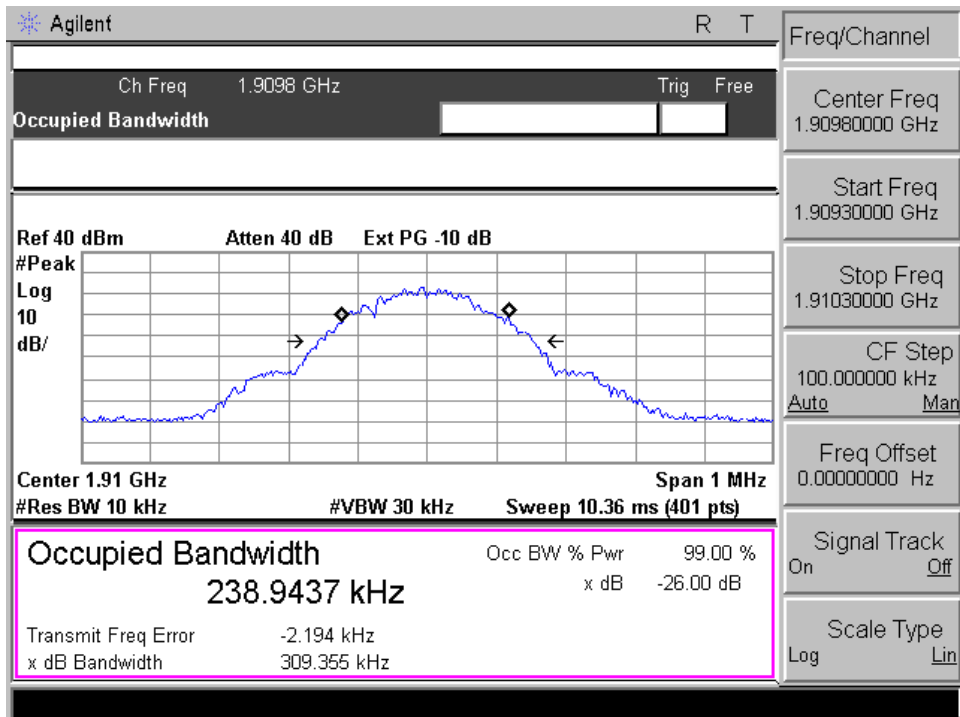 Agilent
R T
Ch Freq 1.9098 GHz Trig Free
Occupied Bandwidth
Ref 40 dBm Atten 40 dB Ext PG -10 dB
#Peak
Log
10
dB/
Center 1.91 GHz Span 1 MHz
#Res BW 10 kHz #VBW 30 kHz Sweep 10.36 ms (401 pts)
Occupied Bandwidth
238.9437 kHz
Occ BW % Pwr 99.00 %
x dB -26.00 dB
Transmit Freq Error -2.194 kHz
x dB Bandwidth 309.355 kHz
Freq/Channel
Center Freq
1.90980000 GHz
Start Freq
1.90930000 GHz
Stop Freq
1.91030000 GHz
CF Step
100.000000 kHz
Auto Man
Freq Offset
0.00000000 Hz
Signal Track
On Off
Scale Type
Log Lin